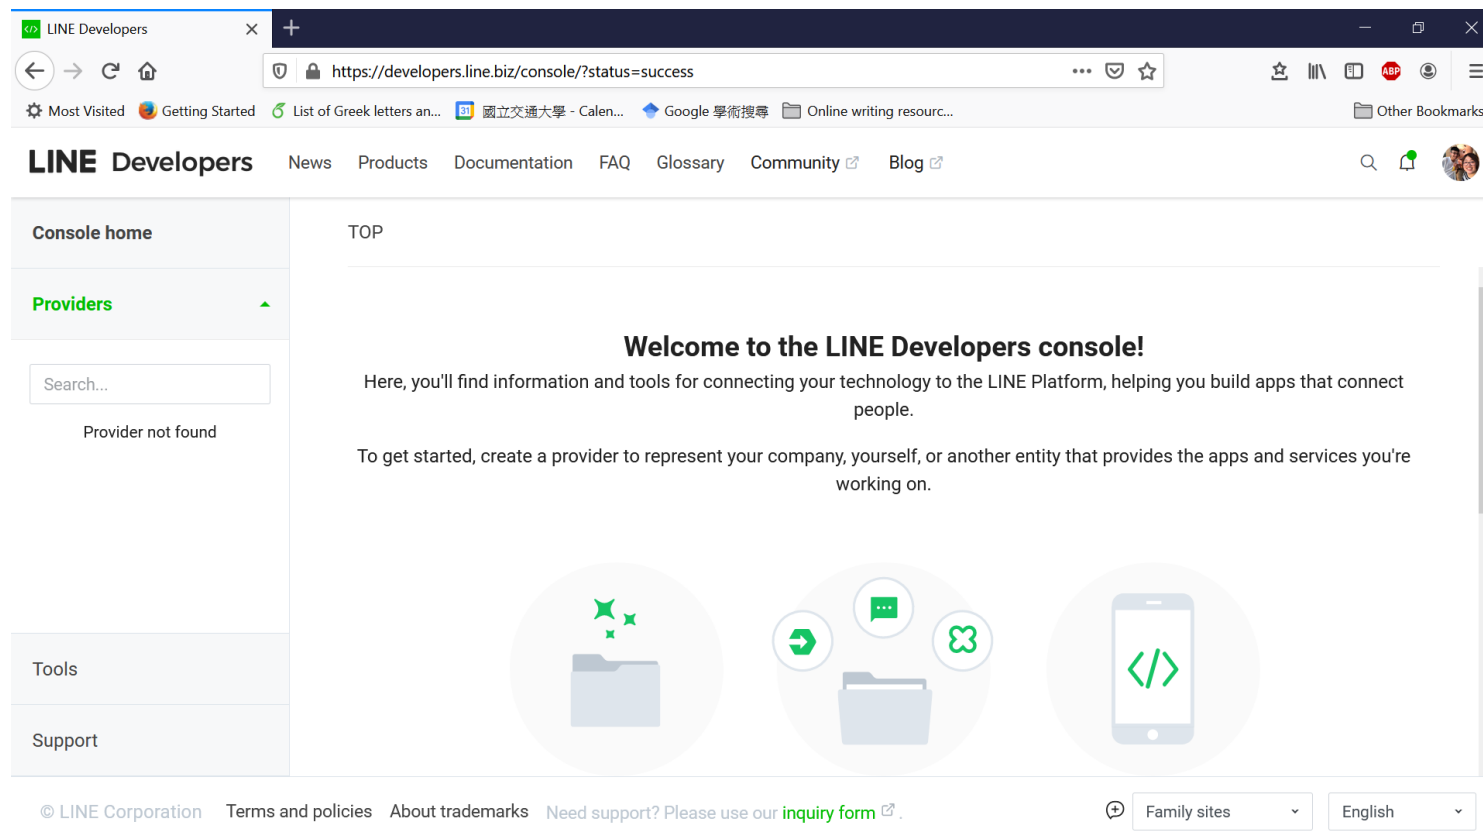 LINE Developers
https://developers.line.biz/console/?status=success
ABP
Most Visited Getting Started List of Greek letters an... 31 國立交通大學 - Calen... Google 學術搜尋 Online writing resourc... Other Bookmarks
LINE Developers News Products Documentation FAQ Glossary Community Blog
Console home
TOP
Providers
Search...
Provider not found
Welcome to the LINE Developers console!
Here, you'll find information and tools for connecting your technology to the LINE Platform, helping you build apps that connect
people.
To get started, create a provider to represent your company, yourself, or another entity that provides the apps and services you're
working on.
</>
Tools
Support
© LINE Corporation Terms and policies About trademarks Need support? Please use our inquiry form . Family sites English